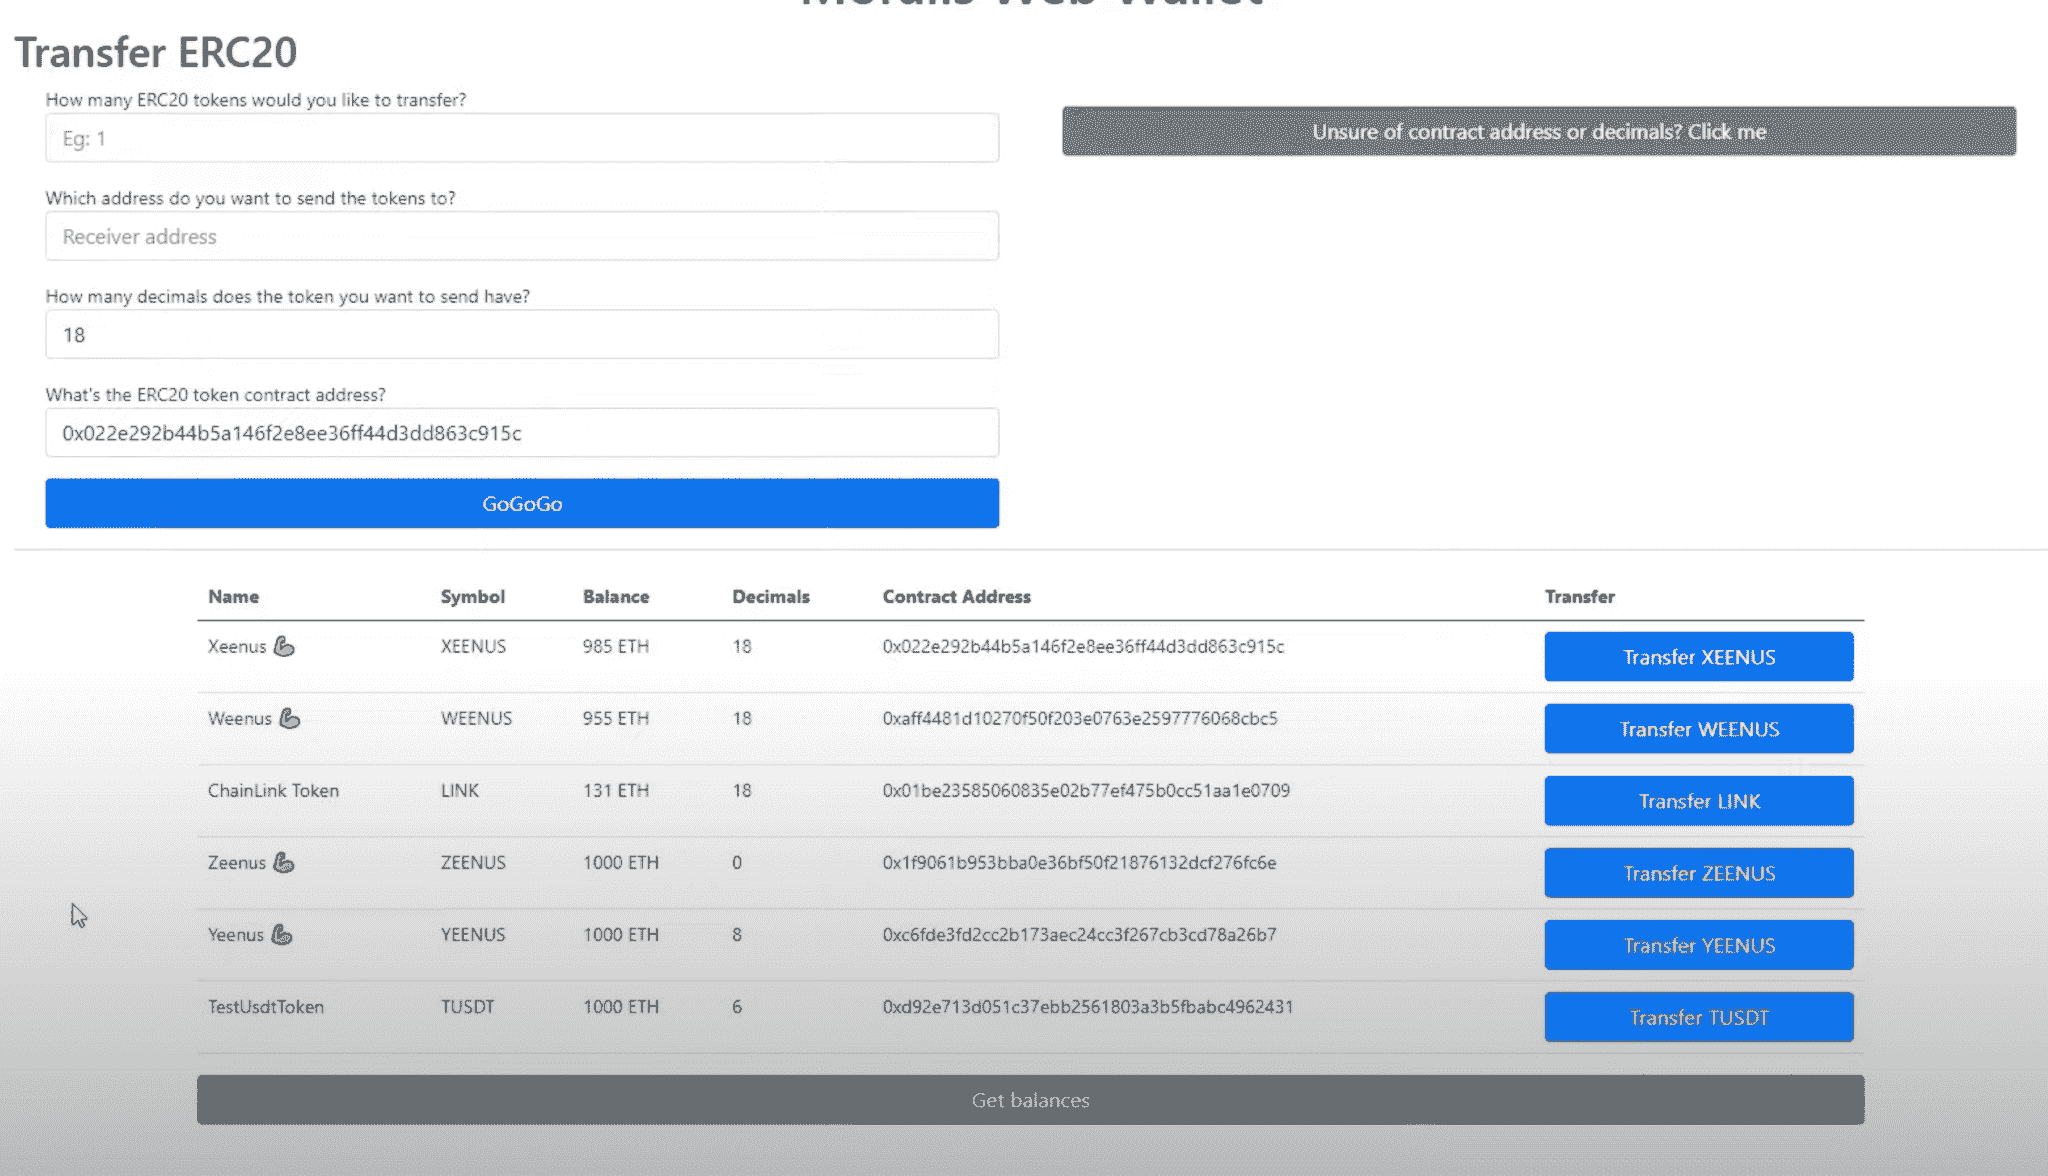 Moralis Web Wallet
Transfer ERC20
How many ERC20 tokens would you like to transfer?
Eg: 1
Unsure of contract address or decimals? Click me
Which address do you want to send the tokens to?
Receiver address
How many decimals does the token you want to send have?
18
What's the ERC20 token contract address?
0x022e292b44b5a146f2e8ee36ff44d3dd863c915c
GoGoGo
Name Symbol Balance Decimals Contract Address Transfer
Xeenus 💪 XEENUS 985 ETH 18 0x022e292b44b5a146f2e8ee36ff44d3dd863c915c Transfer XEENUS
Weenus 💪 WEENUS 955 ETH 18 0xaff4481d10270f50f203e0763e2597776068cbc5 Transfer WEENUS
ChainLink Token LINK 131 ETH 18 0x01be23585060835e02b77ef475b0cc51aa1e0709 Transfer LINK
Zeenus 💪 ZEENUS 1000 ETH 0 0x1f9061b953bba0e36bf50f21876132dcf276fc6e Transfer ZEENUS
Yeenus 💪 YEENUS 1000 ETH 8 0xc6fde3fd2cc2b173aec24cc3f267cb3cd78a26b7 Transfer YEENUS
TestUsdtToken TUSDT 1000 ETH 6 0xd92e713d051c37ebb2561803a3b5fbabc4962431 Transfer TUSDT
Get balances